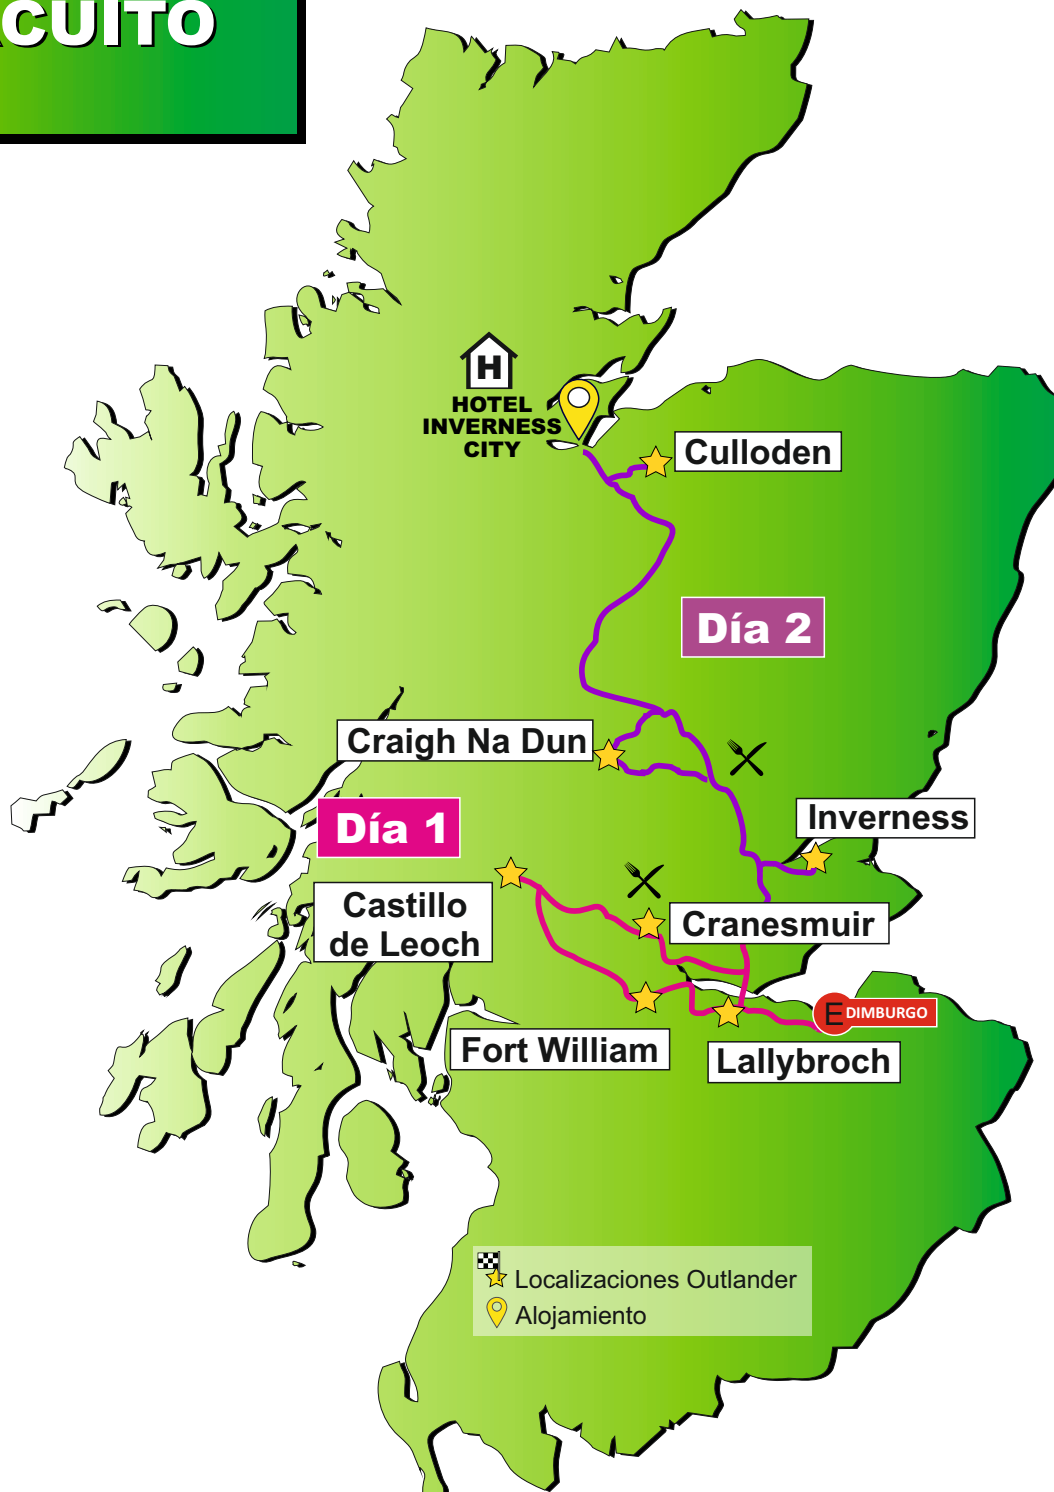 CUITO
H
HOTEL
INVERNESS
CITY
Culloden
Día 2
Craigh Na Dun
Día 1
Inverness
Castillo
de Leoch
Cranesmuir
EDIMBURGO
Fort William
Lallybroch
Localizaciones Outlander
Alojamiento